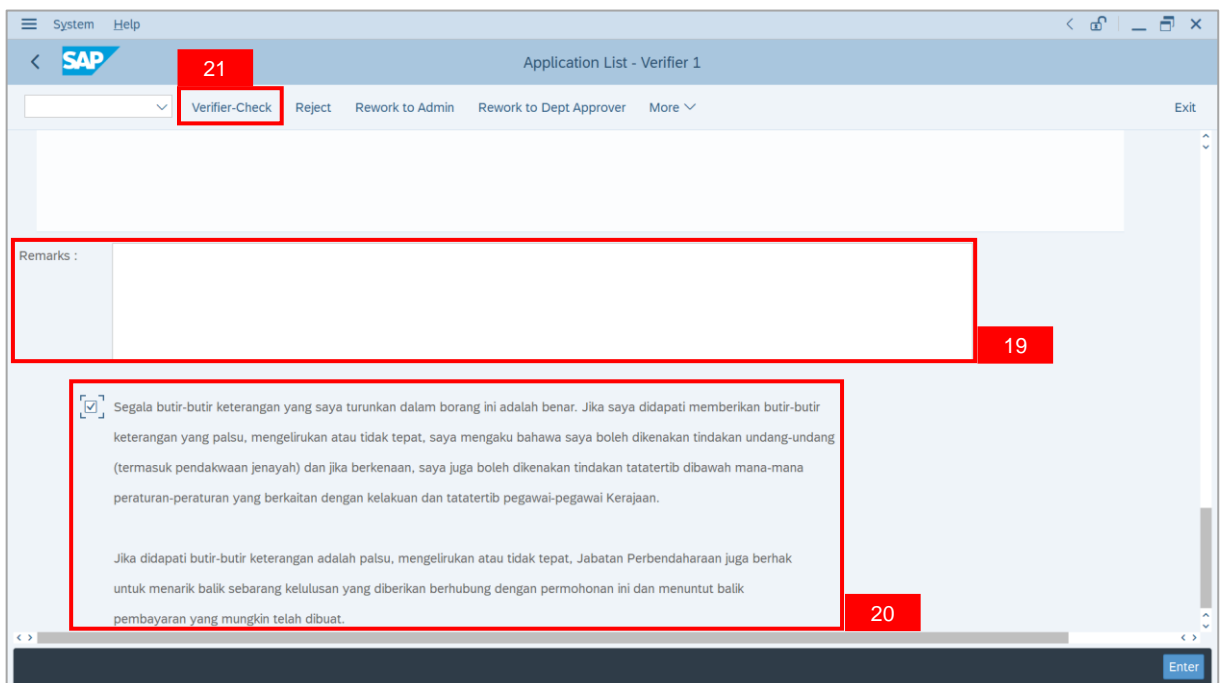 System Help
SAP
21
Application List - Verifier 1
Verifier-Check Reject Rework to Admin Rework to Dept Approver More Exit
Remarks :
19
Segala butir-butir keterangan yang saya turunkan dalam borang ini adalah benar. Jika saya didapati memberikan butir-butir
keterangan yang palsu, mengelirukan atau tidak tepat, saya mengaku bahawa saya boleh dikenakan tindakan undang-undang
(termasuk pendakwaan jenayah) dan jika berkenaan, saya juga boleh dikenakan tindakan tatatertib dibawah mana-mana
peraturan-peraturan yang berkaitan dengan kelakuan dan tatatertib pegawai-pegawai Kerajaan.
Jika didapati butir-butir keterangan adalah palsu, mengelirukan atau tidak tepat, Jabatan Perbendaharaan juga berhak
untuk menarik balik sebarang kelulusan yang diberikan berhubung dengan permohonan ini dan menuntut balik
pembayaran yang mungkin telah dibuat.
20
Enter